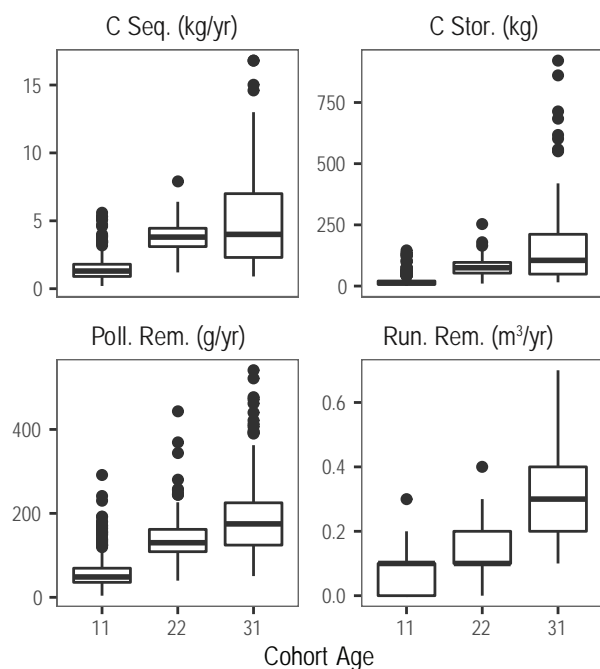 C Seq. (kg/yr)
C Stor. (kg)
15
10
5
0
750
500
250
0
Poll. Rem. (g/yr)
Run. Rem. (m³/yr)
400
200
0
0.6
0.4
0.2
0.0
11 22 31
11 22 31
Cohort Age